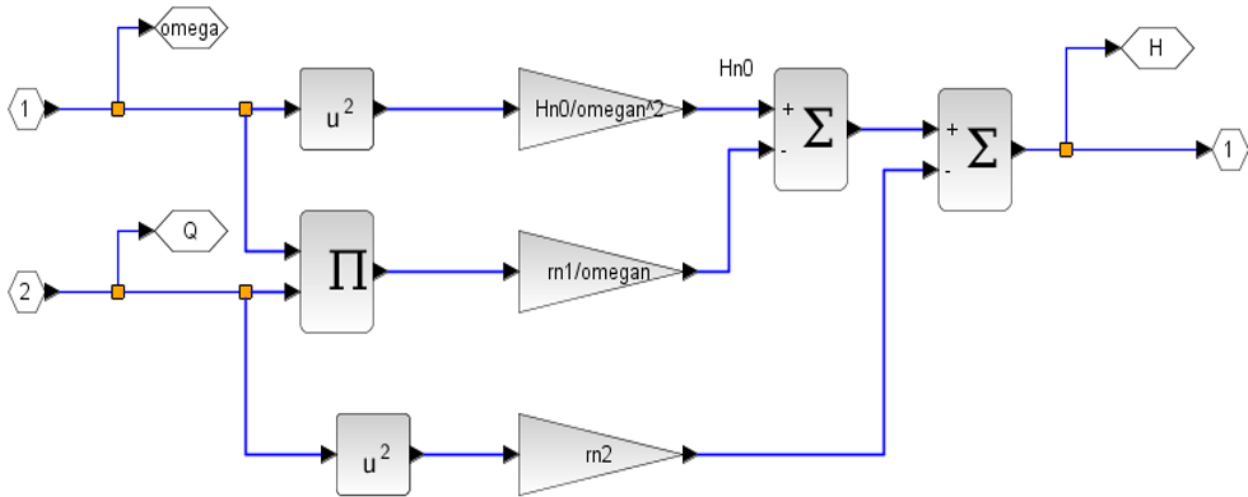 omega
H
Hn0
1
u²
Hn0/omegan^2
+
-
Σ
+
-
Σ
1
Q
2
∏
rn1/omegan
u²
rn2